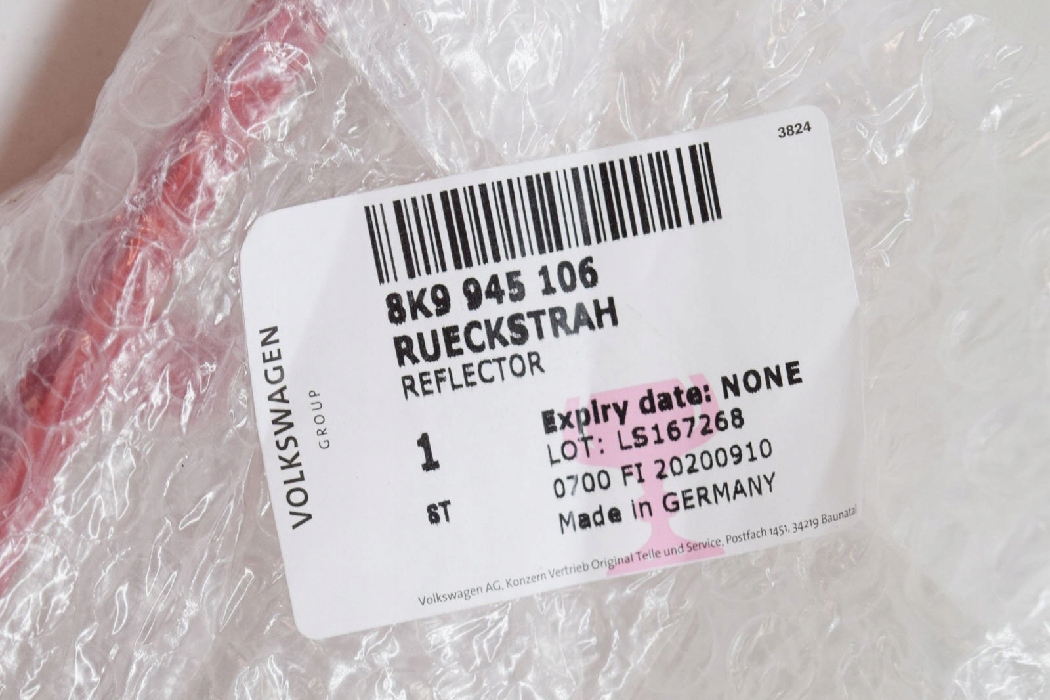 3824
8K9 945 106
RUECKSTRAH
REFLECTOR
1
ST
Expiry date: NONE
LOT: LS167268
0700 FI 20200910
Made in GERMANY
Volkswagen AG, Konzern Vertrieb Original Teile und Service, Postfach 1451, 34219 Baunatal
VOLKSWAGEN
GROUP